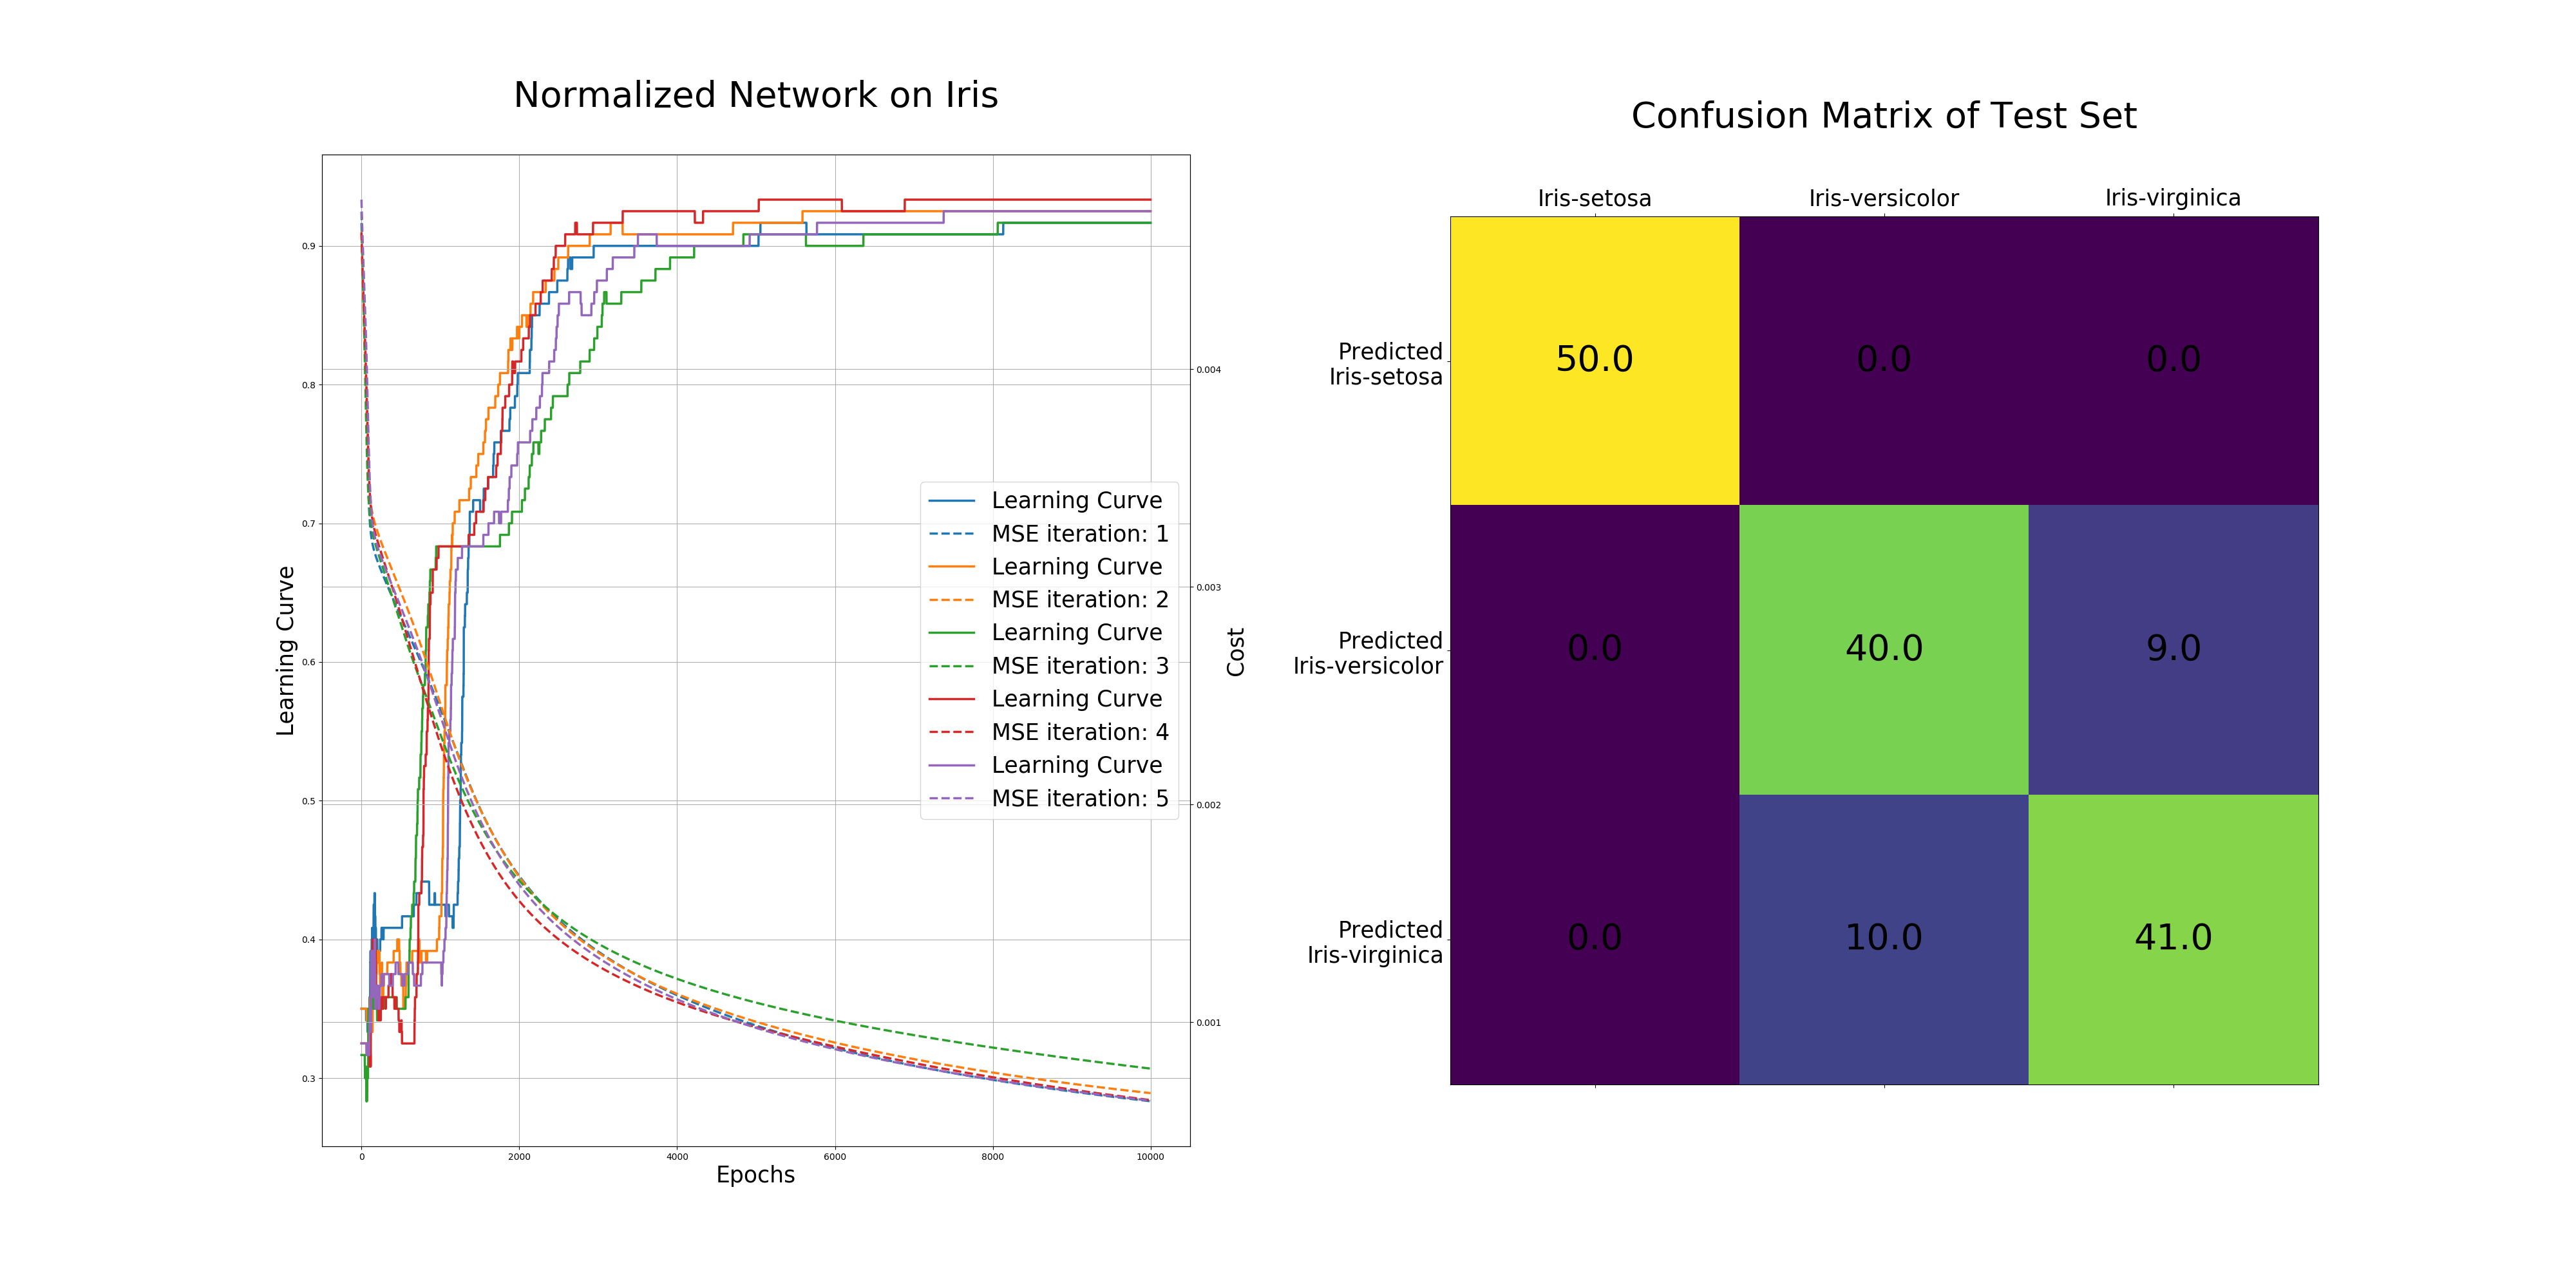 Normalized Network on Iris
Learning Curve
0.9
0.8
0.7
0.6
0.5
0.4
0.3
0
2000
4000
6000
8000
10000
Epochs
0.004
0.003
0.002
0.001
Cost
Learning Curve
MSE iteration: 1
Learning Curve
MSE iteration: 2
Learning Curve
MSE iteration: 3
Learning Curve
MSE iteration: 4
Learning Curve
MSE iteration: 5
Confusion Matrix of Test Set
Iris-setosa Iris-versicolor Iris-virginica
Predicted
Iris-setosa
50.0 0.0 0.0
Predicted
Iris-versicolor
0.0 40.0 9.0
Predicted
Iris-virginica
0.0 10.0 41.0